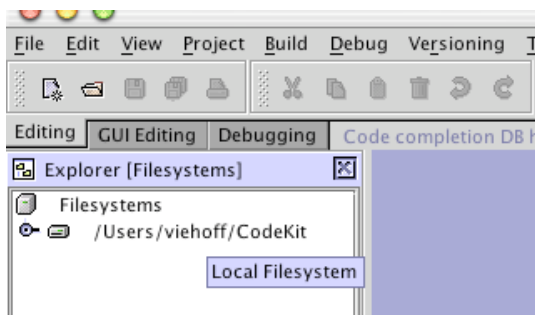 File Edit View Project Build Debug Versioning
Editing GUI Editing Debugging Code completion DB
Explorer [Filesystems]
Filesystems
/Users/viehoff/CodeKit
Local Filesystem